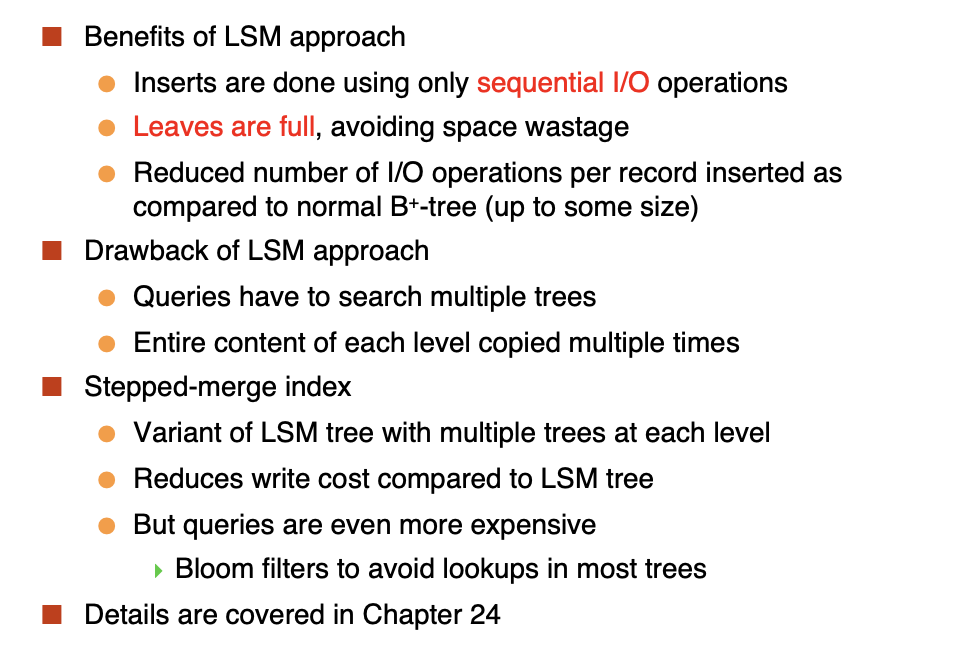 Benefits of LSM approach
Inserts are done using only sequential I/O operations
Leaves are full, avoiding space wastage
Reduced number of I/O operations per record inserted as
compared to normal B+-tree (up to some size)
Drawback of LSM approach
Queries have to search multiple trees
Entire content of each level copied multiple times
Stepped-merge index
Variant of LSM tree with multiple trees at each level
Reduces write cost compared to LSM tree
But queries are even more expensive
Bloom filters to avoid lookups in most trees
Details are covered in Chapter 24